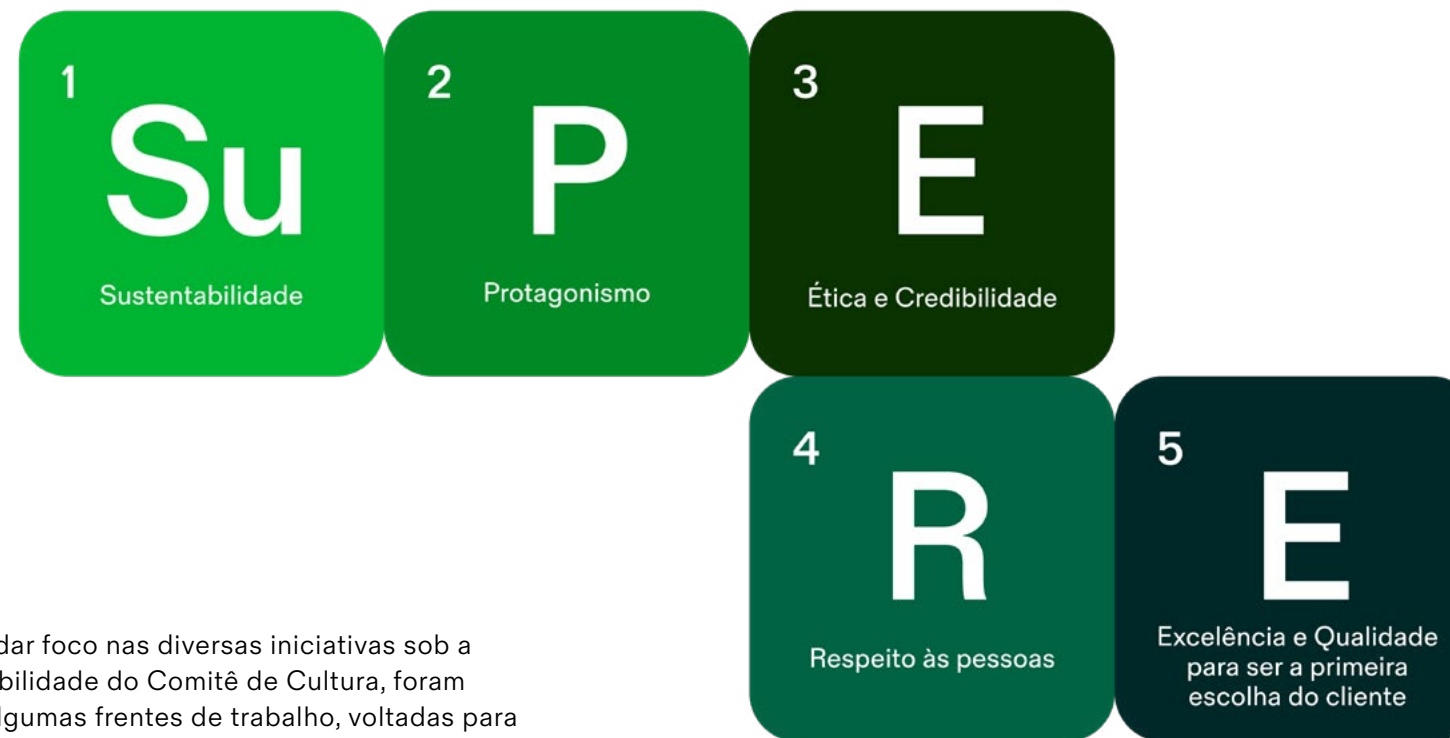 1
Su
Sustentabilidade
2
P
Protagonismo
3
E
Ética e Credibilidade
4
R
Respeito às pessoas
5
E
Excelência e Qualidade
para ser a primeira
escolha do cliente
dar foco nas diversas iniciativas sob a
bilidade do Comitê de Cultura, foram
lgumas frentes de trabalho, voltadas para